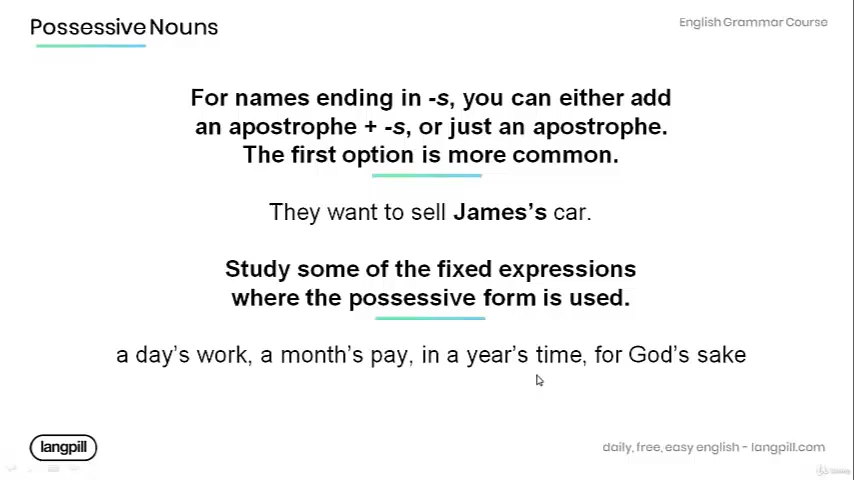 Possessive Nouns
English Grammar Course
For names ending in -s, you can either add
an apostrophe + -s, or just an apostrophe.
The first option is more common.
They want to sell James’s car.
Study some of the fixed expressions
where the possessive form is used.
a day’s work, a month’s pay, in a year’s time, for God’s sake
langpill
daily, free, easy english - langpill.com